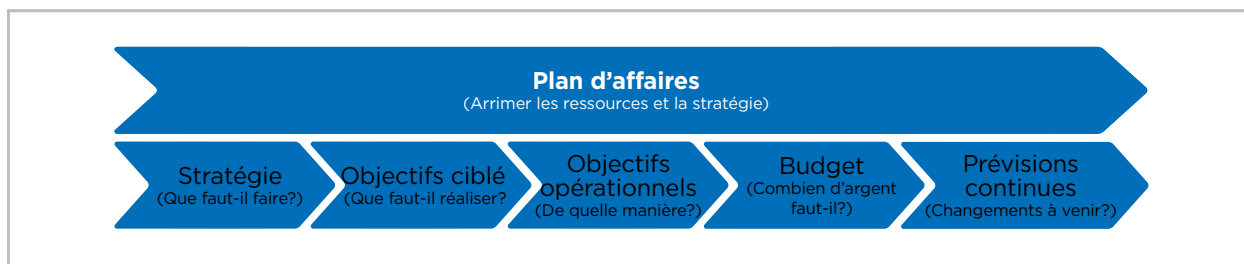 Plan d'affaires
(Arrimer les ressources et la stratégie)
Stratégie
(Que faut-il faire?)
Objectifs ciblé
(Que faut-il réaliser?
Objectifs
opérationnels
(De quelle manière?)
Budget
(Combien d'argent
faut-il?)
Prévisions
continues
(Changements à venir?)